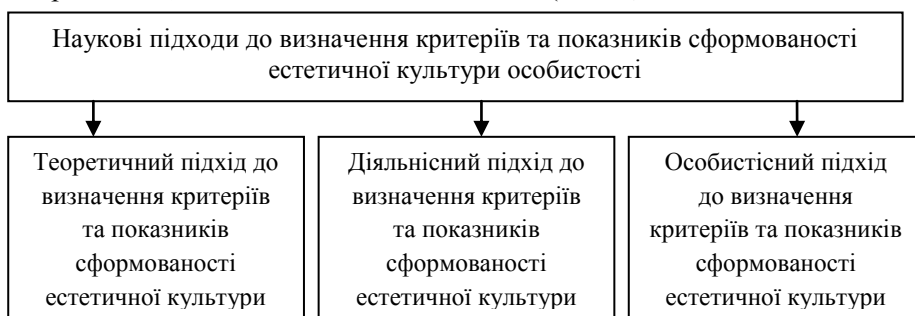 Наукові підходи до визначення критеріїв та показників сформованості
естетичної культури особистості
Теоретичний підхід до
визначення критеріїв
та показників
сформованості
естетичної культури
Діяльнісний підхід до
визначення критеріїв
та показників
сформованості
естетичної культури
Особистісний підхід
до визначення
критеріїв та показників
сформованості
естетичної культури